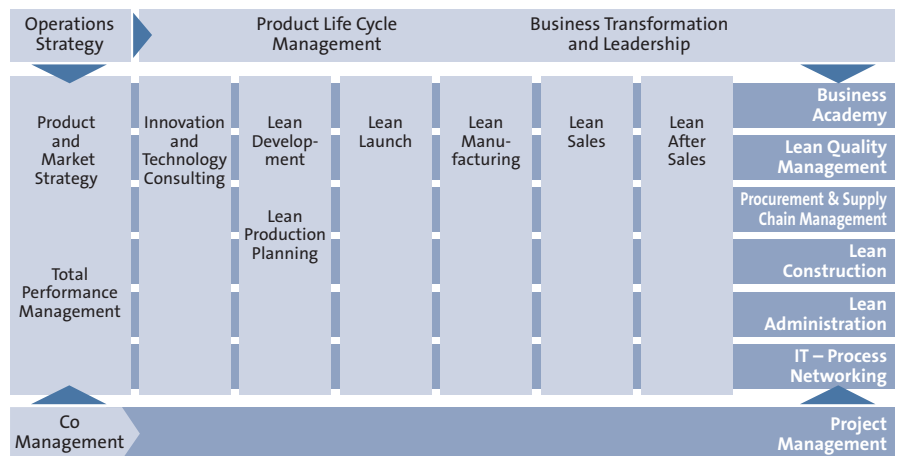 Operations
Strategy
Product Life Cycle
Management
Business Transformation
and Leadership
Product
and
Market
Strategy
Total
Performance
Management
Innovation
and
Technology
Consulting
Lean
Develop-
ment
Lean
Production
Planning
Lean
Launch
Lean
Manu-
facturing
Lean
Sales
Lean
After
Sales
Business
Academy
Lean Quality
Management
Procurement & Supply
Chain Management
Lean
Construction
Lean
Administration
IT – Process
Networking
Co
Management
Project
Management